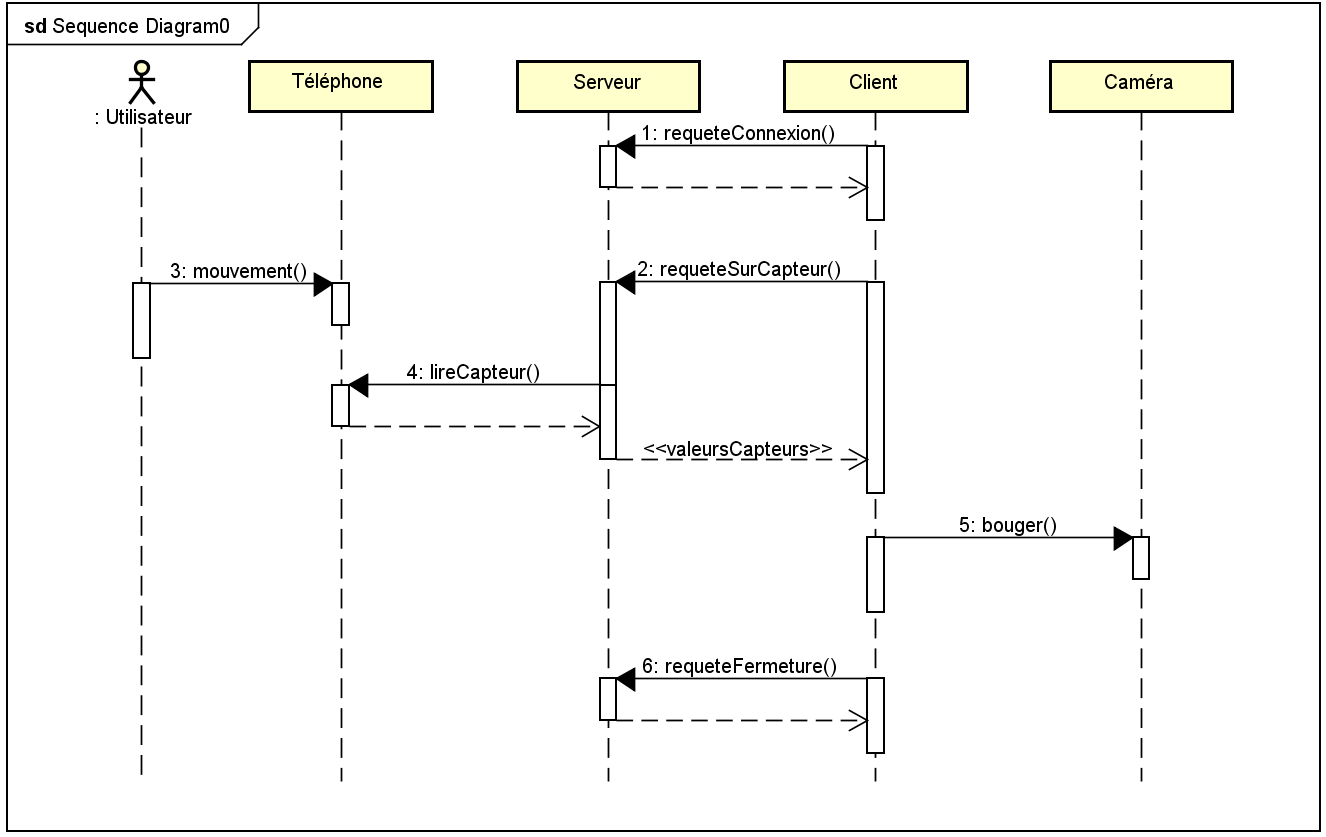 sd Sequence Diagram0
: Utilisateur
Téléphone
Serveur
Client
Caméra
1: requeteConnexion()
3: mouvement()
2: requeteSurCapteur()
4: lireCapteur()
<<valeursCapteurs>>
5: bouger()
6: requeteFermeture()